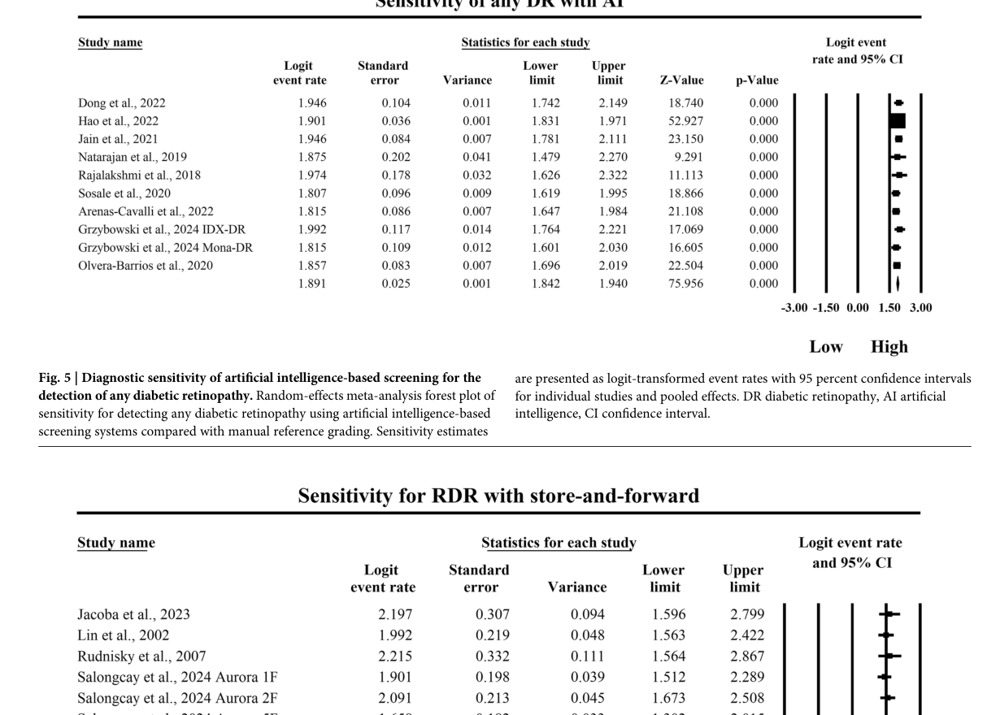 Sensitivity of any DR with AI
Study name Statistics for each study Logit event
rate and 95% CI
Logit Standard Lower Upper
event rate error Variance limit limit Z-Value p-Value
Dong et al., 2022 1.946 0.104 0.011 1.742 2.149 18.740 0.000
Hao et al., 2022 1.901 0.036 0.001 1.831 1.971 52.927 0.000
Jain et al., 2021 1.946 0.084 0.007 1.781 2.111 23.150 0.000
Natarajan et al., 2019 1.875 0.202 0.041 1.479 2.270 9.291 0.000
Rajalakshmi et al., 2018 1.974 0.178 0.032 1.626 2.322 11.113 0.000
Sosale et al., 2020 1.807 0.096 0.009 1.619 1.995 18.866 0.000
Arenas-Cavalli et al., 2022 1.815 0.086 0.007 1.647 1.984 21.108 0.000
Grzybowski et al., 2024 IDX-DR 1.992 0.117 0.014 1.764 2.221 17.069 0.000
Grzybowski et al., 2024 Mona-DR 1.815 0.109 0.012 1.601 2.030 16.605 0.000
Olvera-Barrios et al., 2020 1.857 0.083 0.007 1.696 2.019 22.504 0.000
1.891 0.025 0.001 1.842 1.940 75.956 0.000
-3.00 -1.50 0.00 1.50 3.00
Low High
Fig. 5 | Diagnostic sensitivity of artificial intelligence-based screening for the
detection of any diabetic retinopathy. Random-effects meta-analysis forest plot of
sensitivity for detecting any diabetic retinopathy using artificial intelligence-based
screening systems compared with manual reference grading. Sensitivity estimates
are presented as logit-transformed event rates with 95 percent confidence intervals
for individual studies and pooled effects. DR diabetic retinopathy, AI artificial
intelligence, CI confidence interval.
Sensitivity for RDR with store-and-forward
Study name Statistics for each study Logit event rate
and 95% CI
Logit Standard Lower Upper
event rate error Variance limit limit
Jacoba et al., 2023 2.197 0.307 0.094 1.596 2.799
Lin et al., 2002 1.992 0.219 0.048 1.563 2.422
Rudnisky et al., 2007 2.215 0.332 0.111 1.564 2.867
Salongcay et al., 2024 Aurora 1F 1.901 0.198 0.039 1.512 2.289
Salongcay et al., 2024 Aurora 2F 2.091 0.213 0.045 1.673 2.508